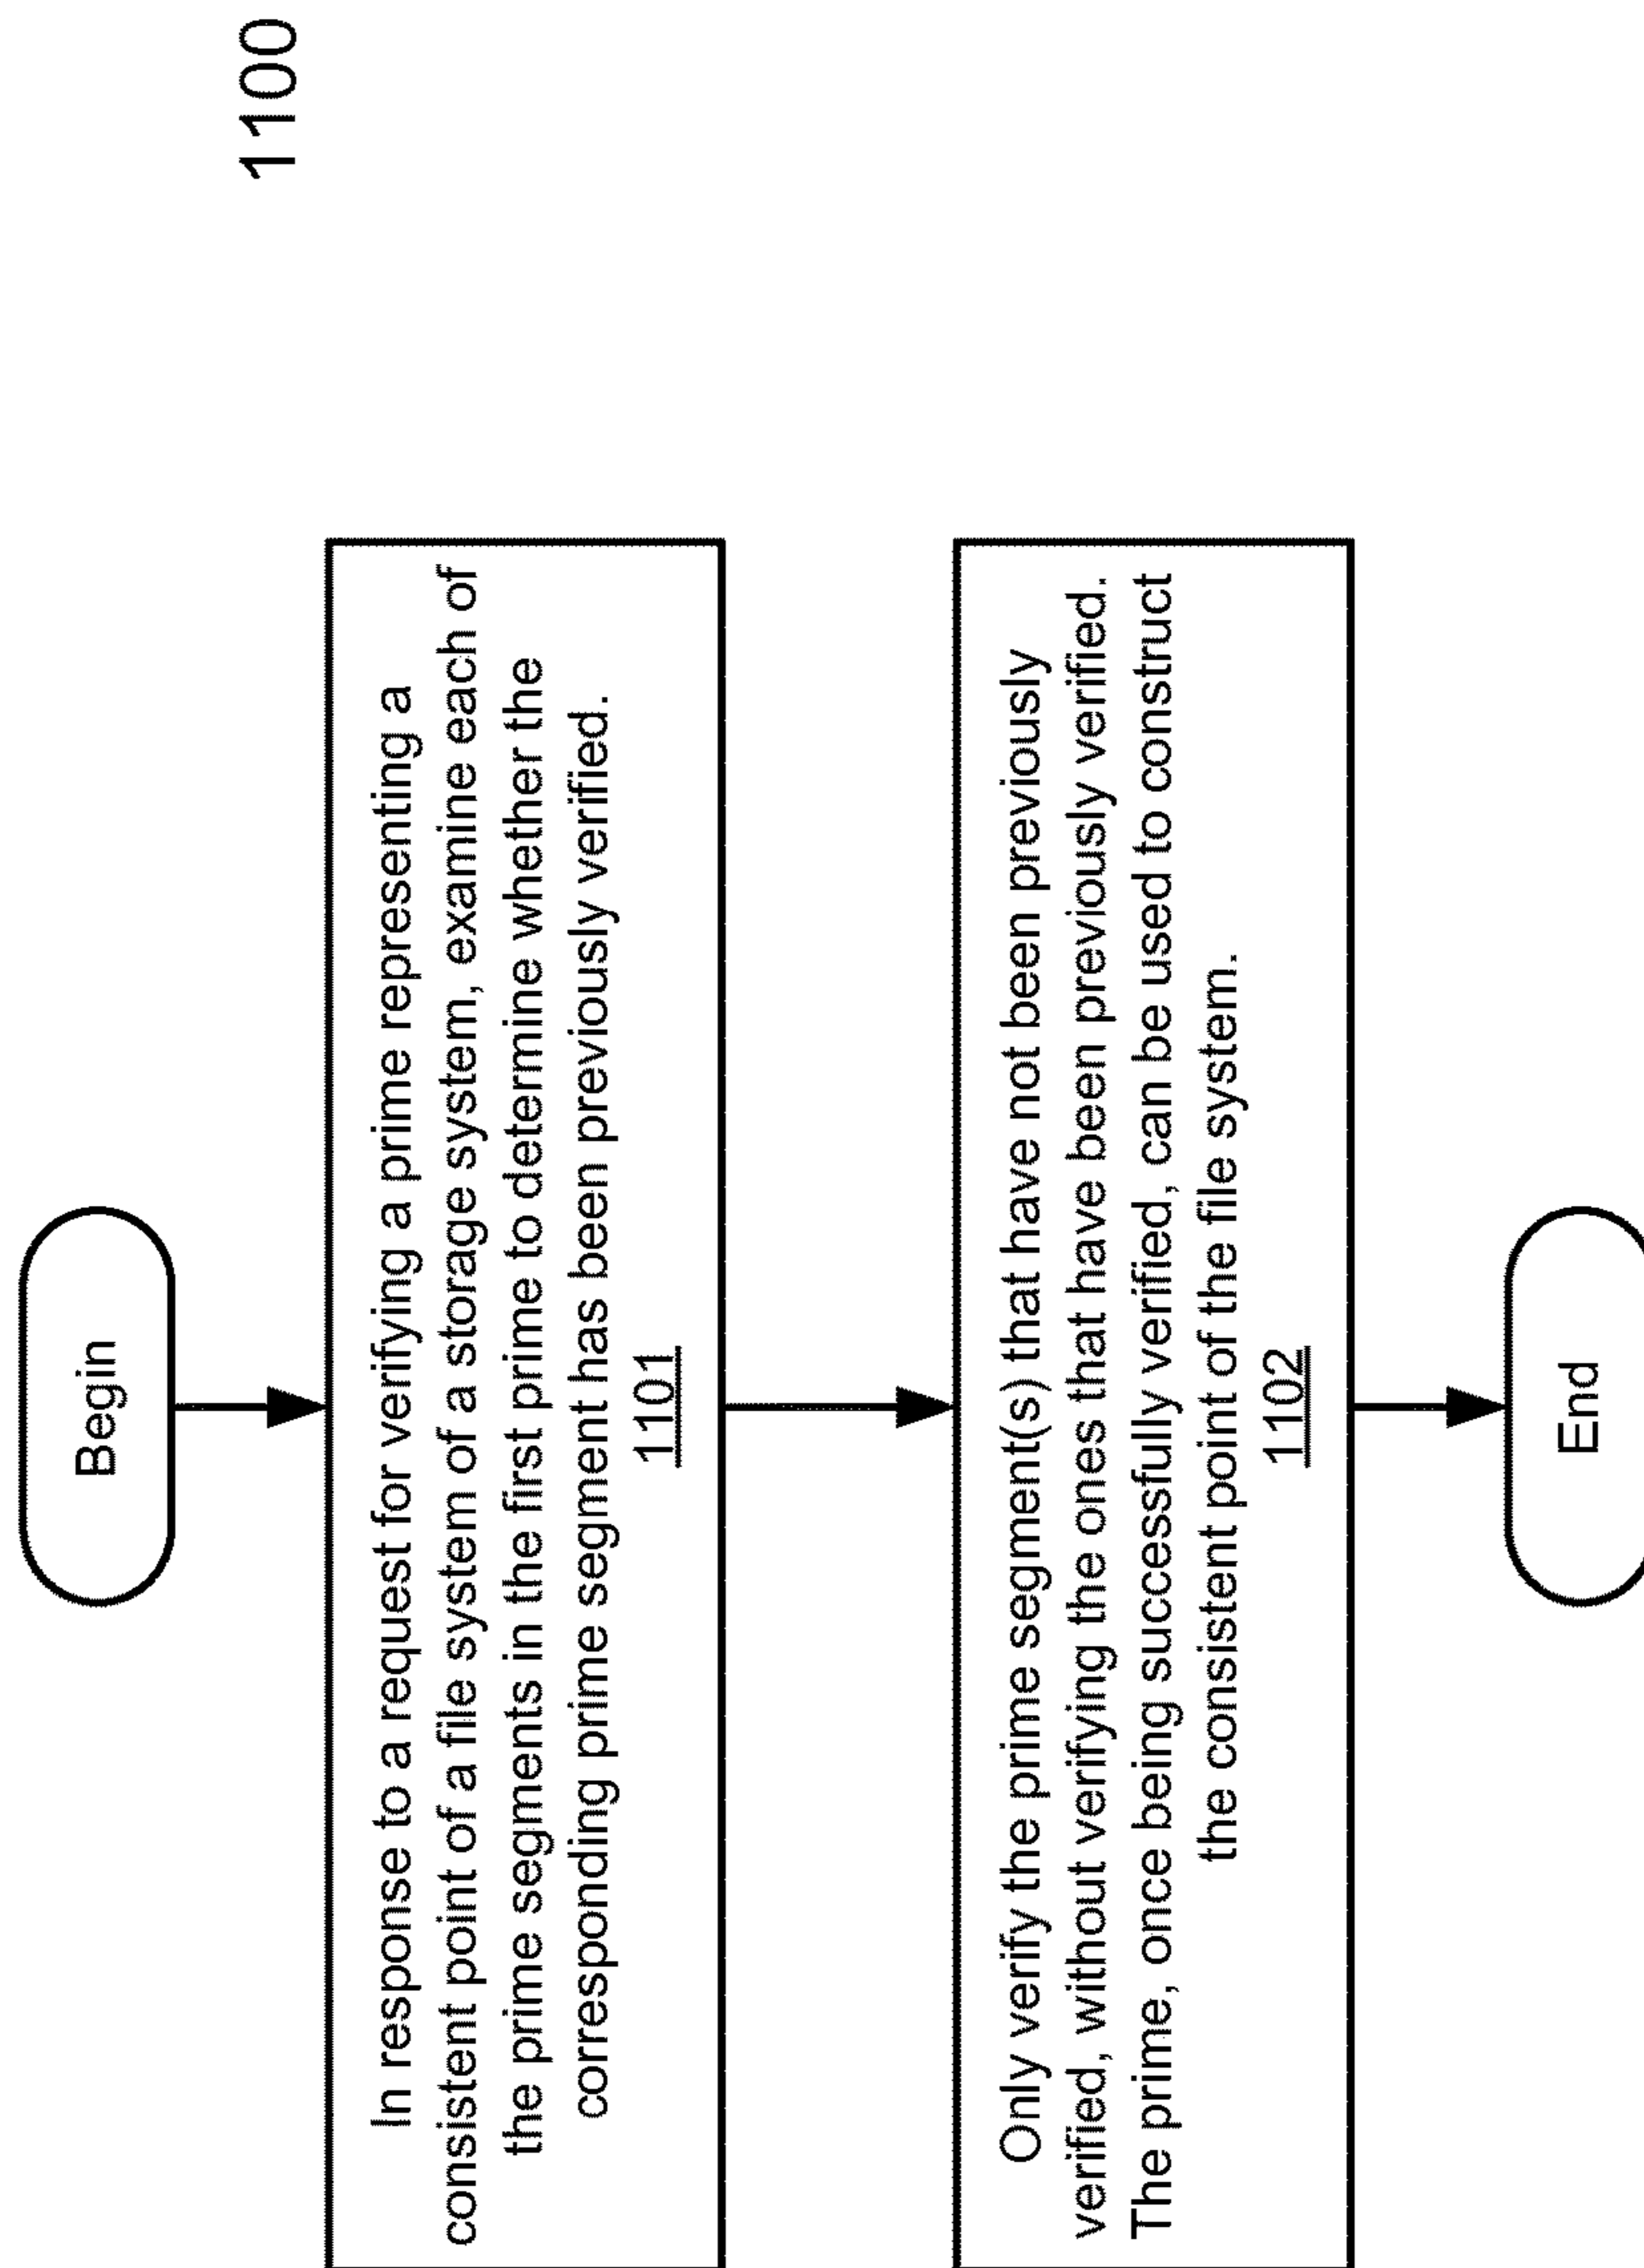 1100
Begin
In response to a request for verifying a prime representing a
consistent point of a file system of a storage system, examine each of
the prime segments in the first prime to determine whether the
corresponding prime segment has been previously verified.
1101
Only verify the prime segment(s) that have not been previously
verified, without verifying the ones that have been previously verified.
The prime, once being successfully verified, can be used to construct
the consistent point of the file system.
1102
End